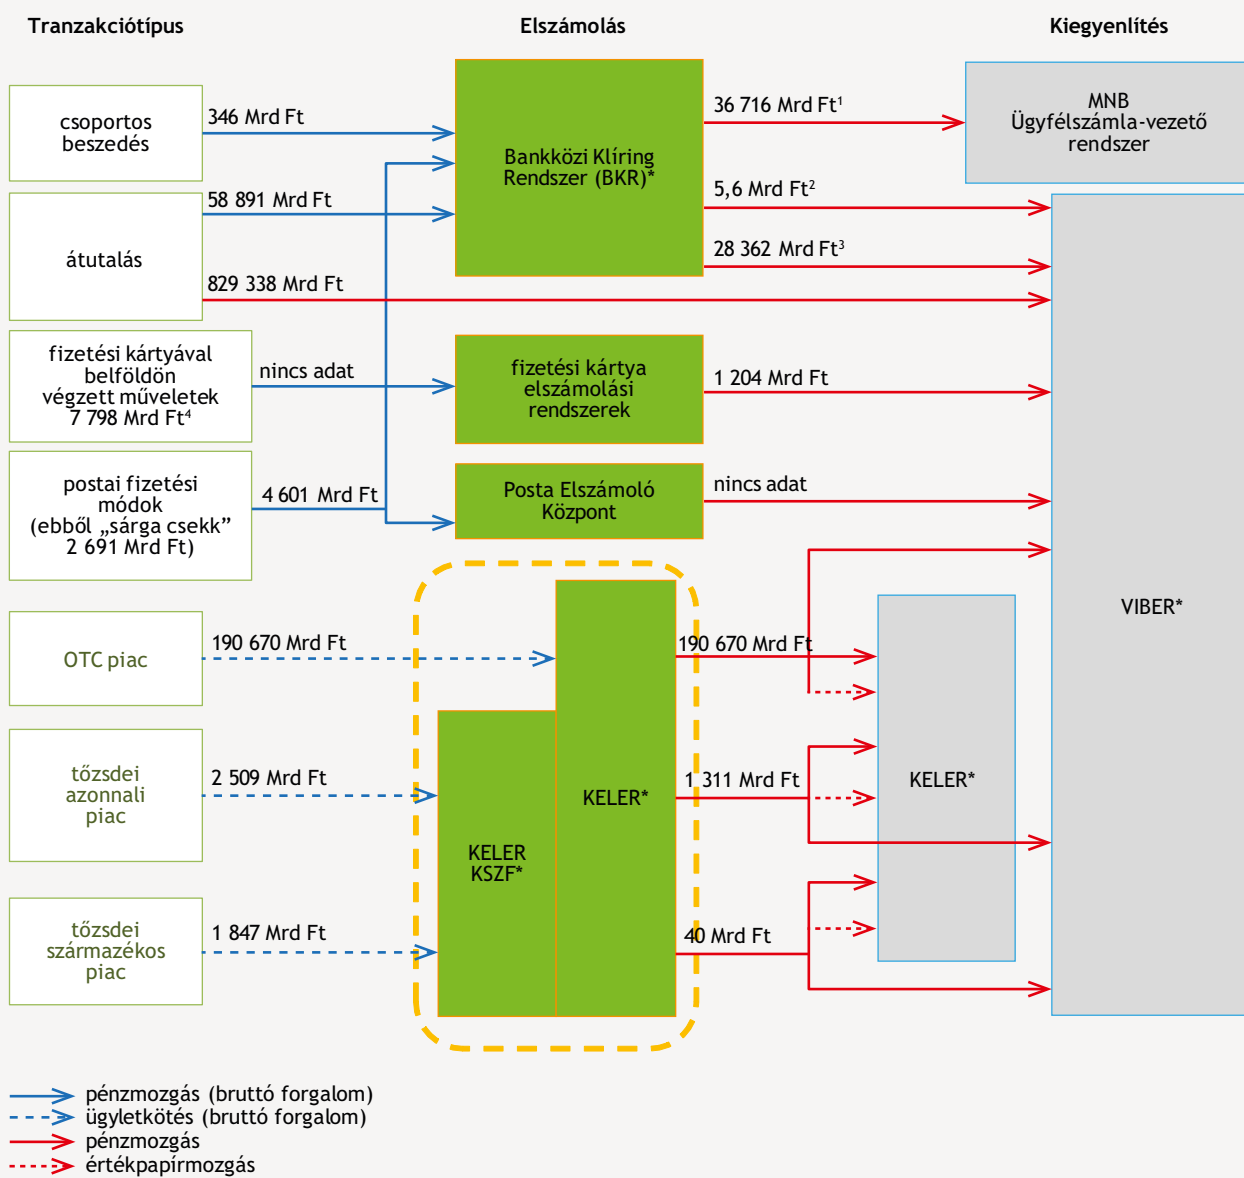 Tranzakciótípus
Elszámolás
Kiegyenlítés
csoportos
beszedés
346 Mrd Ft
átutalás
58 891 Mrd Ft
829 338 Mrd Ft
fizetési kártyával
belföldön
végzett műveletek
7 798 Mrd Ft⁴
nincs adat
postai fizetési
módok
(ebből „sárga csekk”
2 691 Mrd Ft)
4 601 Mrd Ft
OTC piac
190 670 Mrd Ft
tőzsdei
azonnali
piac
2 509 Mrd Ft
tőzsdei
származékos
piac
1 847 Mrd Ft
Bankközi Klíring
Rendszer (BKR)*
fizetési kártya
elszámolási
rendszerek
Posta Elszámoló
Központ
KELER
KSZF*
KELER*
36 716 Mrd Ft¹
5,6 Mrd Ft²
28 362 Mrd Ft³
1 204 Mrd Ft
nincs adat
190 670 Mrd Ft
1 311 Mrd Ft
40 Mrd Ft
MNB
Ügyfélszámla-vezető
rendszer
KELER*
VIBER*
pénzmozgás (bruttó forgalom)
ügyletkötés (bruttó forgalom)
pénzmozgás
értékpapírmozgás